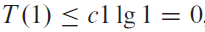 T(1) ≤ c1 lg 1 = 0.